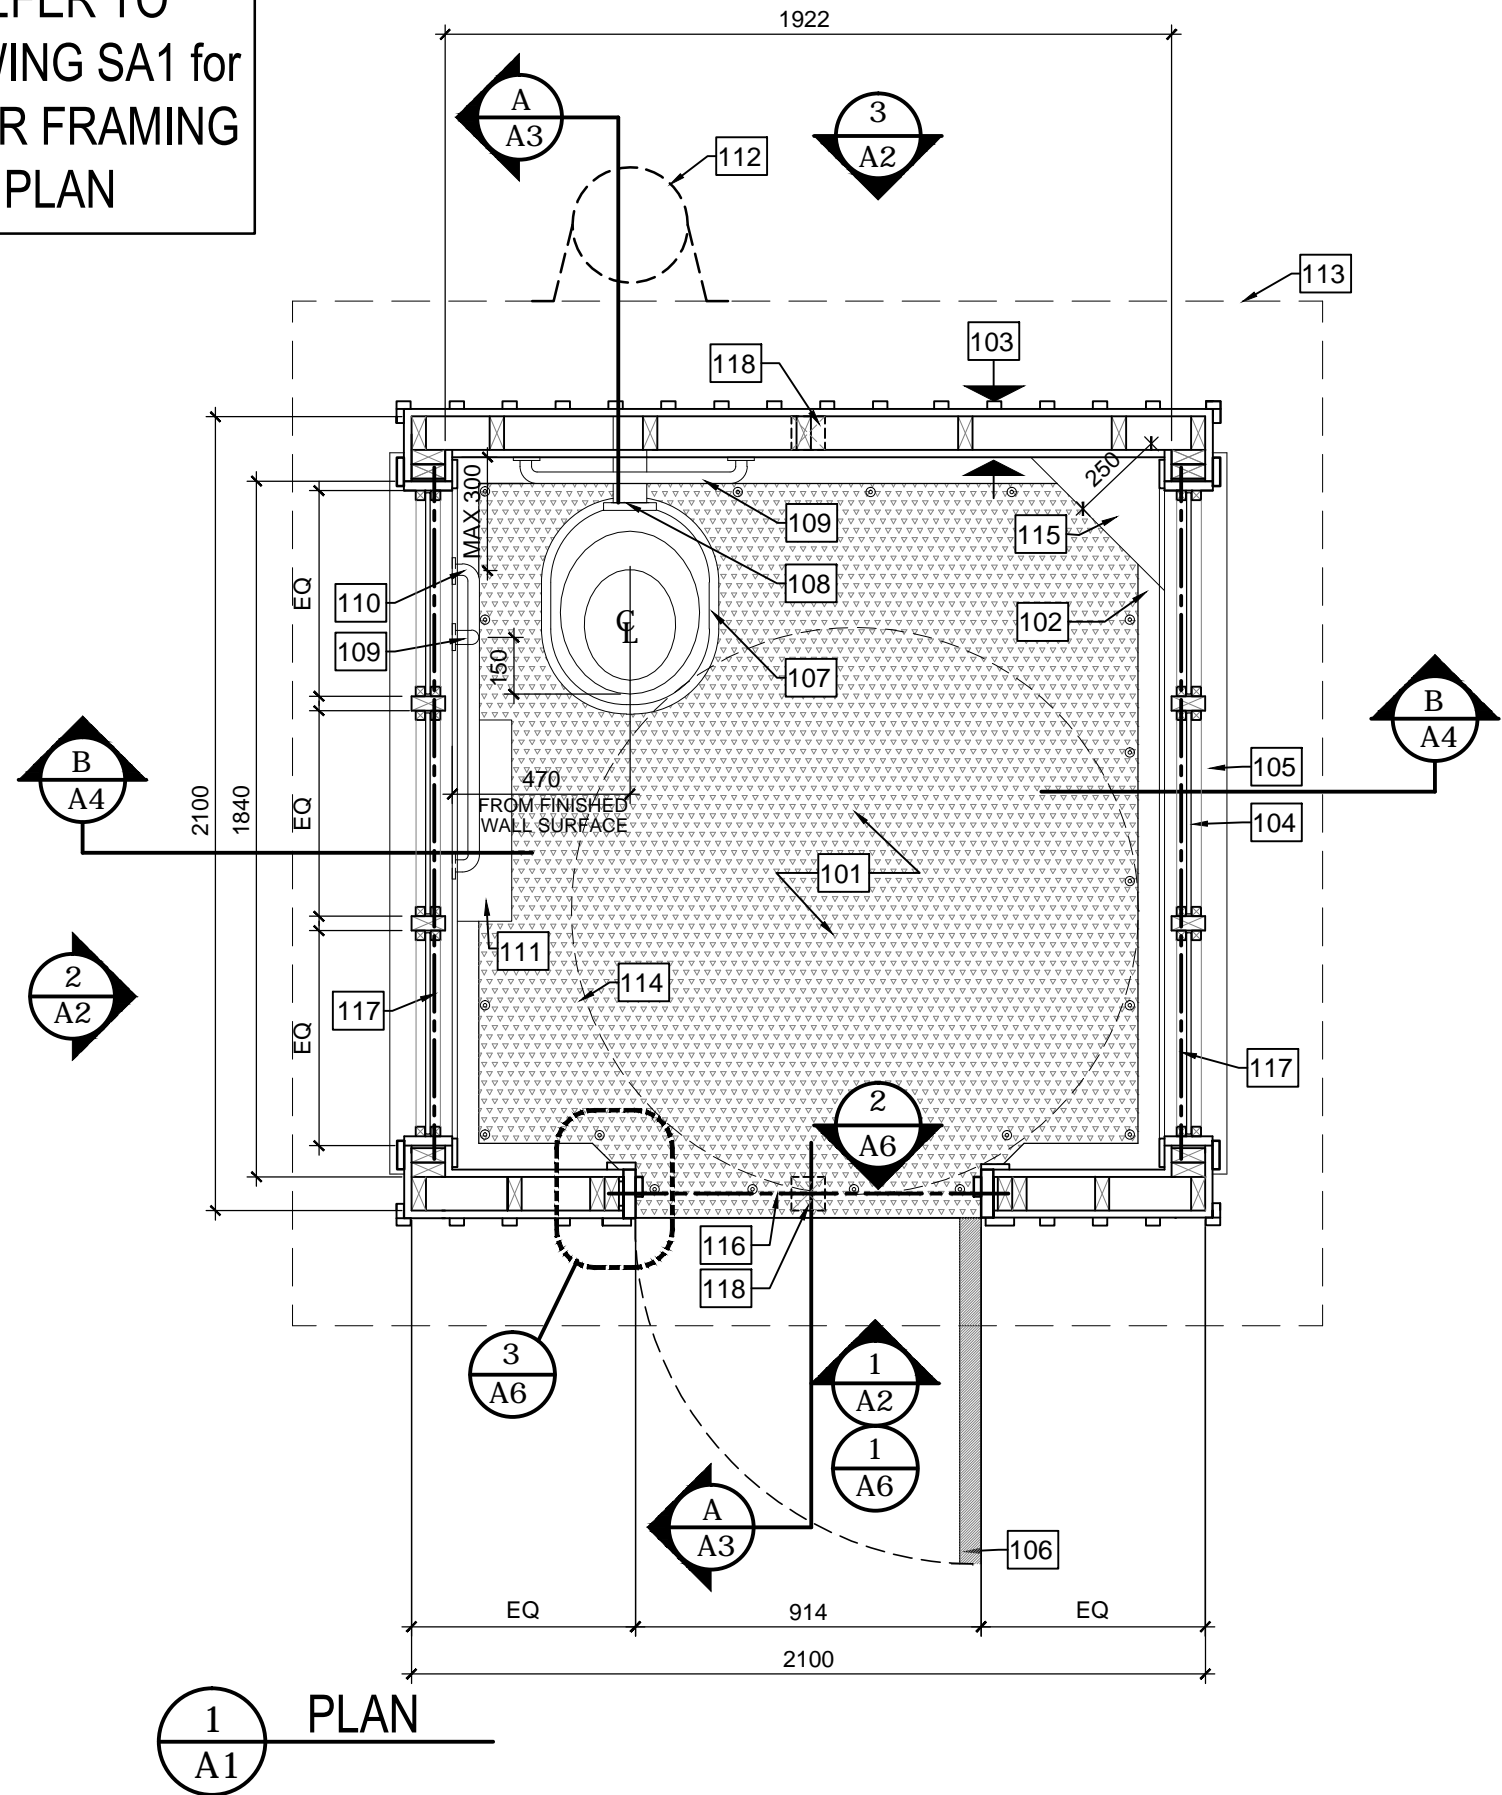 WING SA1 for
R FRAMING
PLAN
1922
A
A3
3
A2
112
113
103
118
250
MAX 300
109
115
108
110
EQ
102
109
C
L
150
107
B
A4
B
A4
105
470
FROM FINISHED
WALL SURFACE
104
2100
1840
EQ
101
111
114
2
A2
117
EQ
117
2
A6
116
118
3
A6
1
A2
1
A6
A
A3
106
EQ
914
EQ
2100
1
A1
PLAN